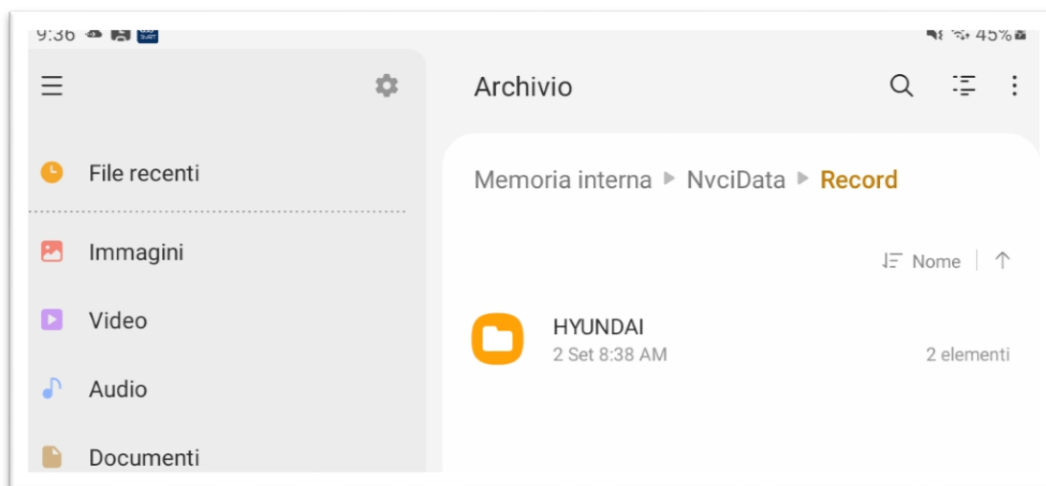 9:36 45%
Archivio
File recenti
Memoria interna NvciData Record
Immagini
Nome
Video
HYUNDAI
2 Set 8:38 AM 2 elementi
Audio
Documenti